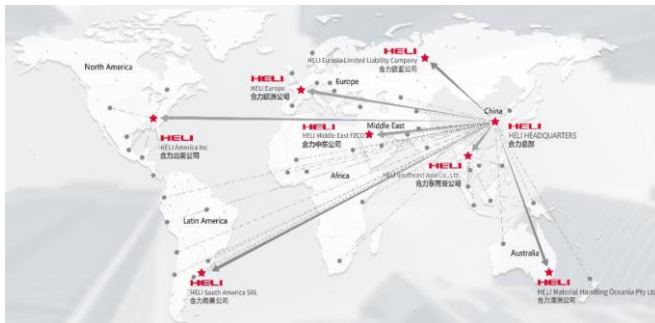 North America
HELI
HELI Eurasia Limited Liability Company
合力欧亚公司
HELI
HELI Europe
合力欧洲公司
Europe
China
HELI
HELI HEADQUARTERS
合力总部
HELI
HELI America Inc
合力北美公司
HELI
HELI Middle East FZCO
合力中东公司
Middle East
HELI
HELI Southeast Asia Co., Ltd.
合力东南亚公司
Africa
Latin America
Australia
HELI
HELI South America SRL
合力南美公司
HELI
HELI Material Handling Oceania Pty Ltd
合力澳洲公司